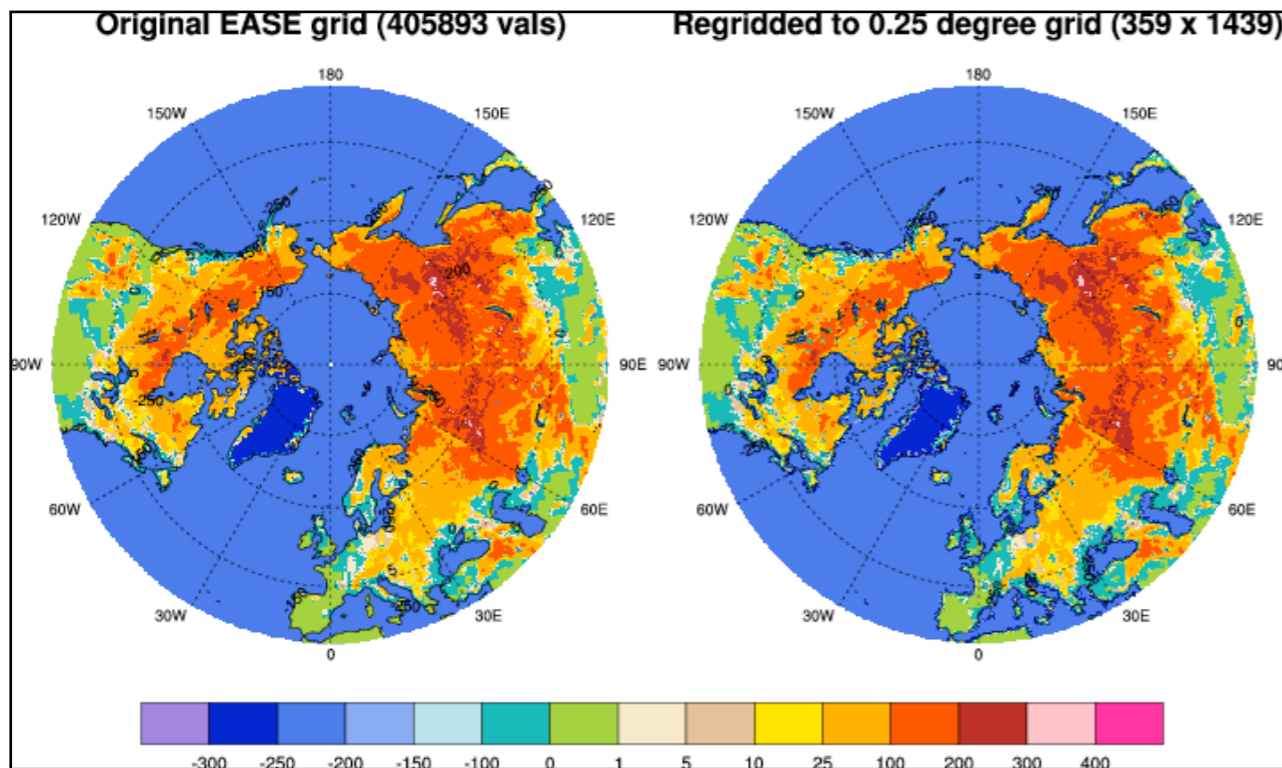 Original EASE grid (405893 vals)
Regridded to 0.25 degree grid (359 x 1439)
180
150W
150E
120W
120E
90W
90E
60W
60E
30W
30E
0
180
150W
150E
120W
120E
90W
90E
60W
60E
30W
30E
0
-300 -250 -200 -150 -100 0 1 5 10 25 100 200 300 400